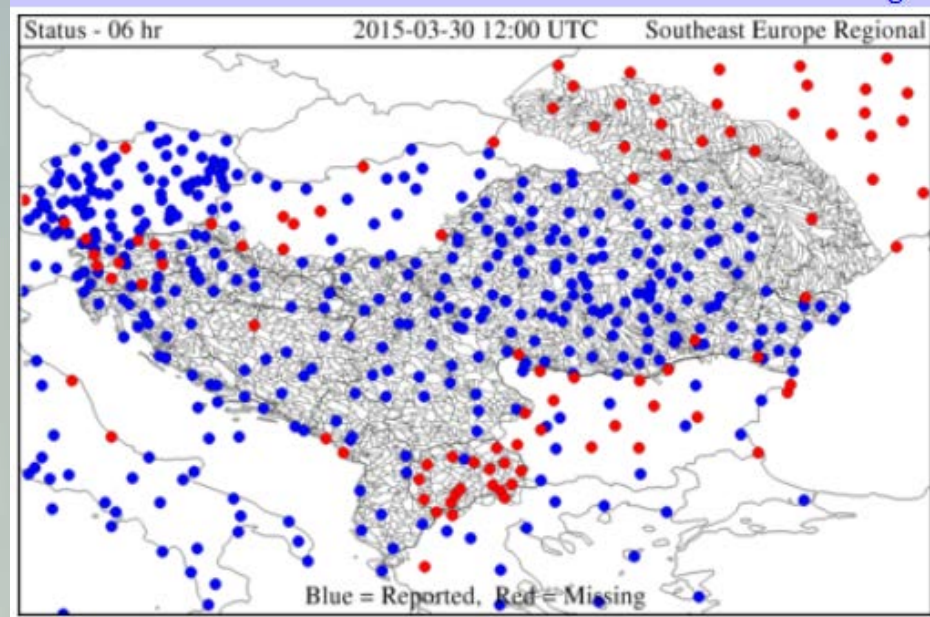 Status - 06 hr 2015-03-30 12:00 UTC Southeast Europe Regional
Blue = Reported, Red = Missing